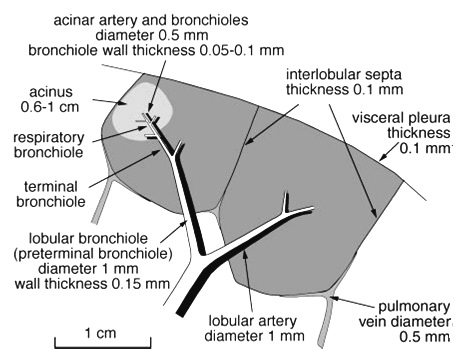 acinar artery and bronchioles
diameter 0.5 mm
bronchiole wall thickness 0.05-0.1 mm
interlobular septa
thickness 0.1 mm
acinus
0.6-1 cm
visceral pleura
thickness
0.1 mm
respiratory
bronchiole
terminal
bronchiole
lobular bronchiole
(preterminal bronchiole)
diameter 1 mm
wall thickness 0.15 mm
lobular artery
diameter 1 mm
pulmonary
vein diameter
0.5 mm
1 cm